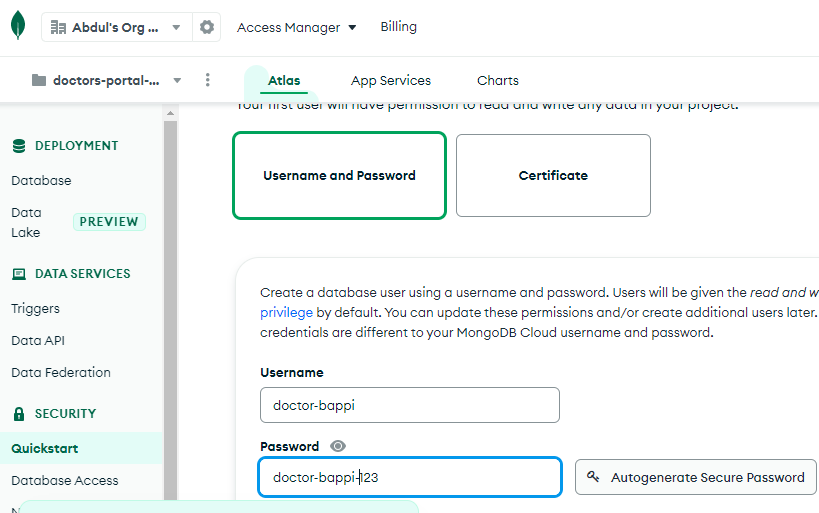 Abdul's Org ...
Access Manager
Billing
doctors-portal-...
Atlas
App Services
Charts
Your first user will have permission to read and write any data in your project.
DEPLOYMENT
Database
Data
Lake
PREVIEW
DATA SERVICES
Triggers
Data API
Data Federation
SECURITY
Quickstart
Database Access
Username and Password
Certificate
Create a database user using a username and password. Users will be given the read and w
privilege by default. You can update these permissions and/or create additional users later.
credentials are different to your MongoDB Cloud username and password.
Username
doctor-bappi
Password
doctor-bappi-123
Autogenerate Secure Password